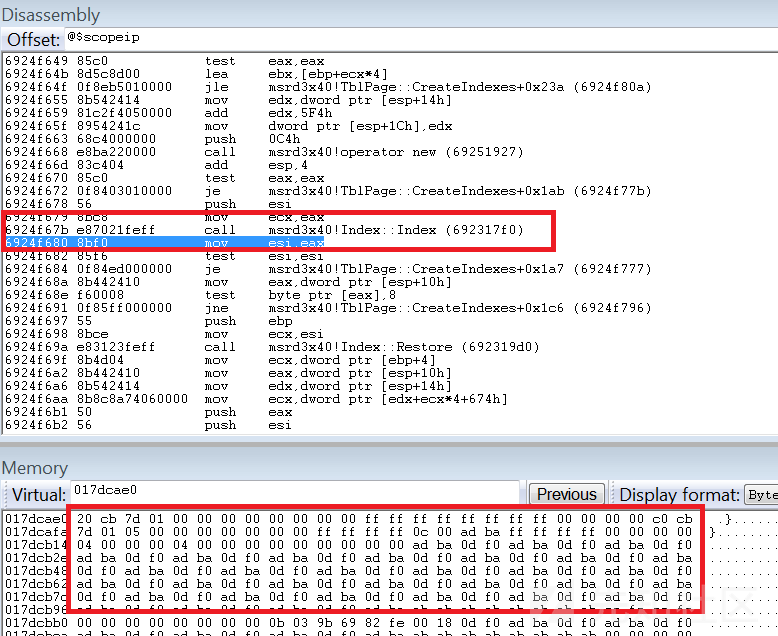 Disassembly
Offset: @$scopeip
6924f649 85c0 test eax,eax
6924f64b 8d5c8d00 lea ebx,[ebp+ecx*4]
6924f64f 0f8eb5010000 jle msrd3x40!TblPage::CreateIndexes+0x23a (6924f80a)
6924f655 8b542414 mov edx,dword ptr [esp+14h]
6924f659 81c2f4050000 add edx,5F4h
6924f65f 8954241c mov dword ptr [esp+1Ch],edx
6924f663 68c4000000 push 0C4h
6924f668 e8ba220000 call msrd3x40!operator new (69251927)
6924f66d 83c404 add esp,4
6924f670 85c0 test eax,eax
6924f672 0f8403010000 je msrd3x40!TblPage::CreateIndexes+0x1ab (6924f77b)
6924f678 56 push esi
6924f679 8bc8 mov ecx,eax
6924f67b e87021feff call msrd3x40!Index::Index (692317f0)
6924f680 8bf0 mov esi,eax
6924f682 85f6 test esi,esi
6924f684 0f84ed000000 je msrd3x40!TblPage::CreateIndexes+0x1a7 (6924f777)
6924f68a 8b442410 mov eax,dword ptr [esp+10h]
6924f68e f60008 test byte ptr [eax],8
6924f691 0f85ff000000 jne msrd3x40!TblPage::CreateIndexes+0x1c6 (6924f796)
6924f697 55 push ebp
6924f698 8bce mov ecx,esi
6924f69a e83123feff call msrd3x40!Index::Restore (692319d0)
6924f69f 8b4d04 mov ecx,dword ptr [ebp+4]
6924f6a2 8b442410 mov eax,dword ptr [esp+10h]
6924f6a6 8b542414 mov edx,dword ptr [esp+14h]
6924f6aa 8b8c8a74060000 mov ecx,dword ptr [edx+ecx*4+674h]
6924f6b1 50 push eax
6924f6b2 56 push esi
Memory
Virtual: 017dcae0 Previous Display format: Byte
017dcae0 20 cb 7d 01 00 00 00 00 00 00 00 00 ff ff ff ff ff ff ff ff 00 00 00 00 c0 cb .}.......
017dcafa 7d 01 05 00 00 00 00 00 00 00 ff ff ff ff 0c 00 ad ba ff ff ff ff 00 00 00 00 }.........
017dcb14 04 00 00 00 04 00 00 00 00 00 00 00 00 00 ad ba 0d f0 ad ba 0d f0 ad ba 0d f0
017dcb2e ad ba 0d f0 ad ba 0d f0 ad ba 0d f0 ad ba 0d f0 ad ba 0d f0 ad ba 0d f0 ad ba
017dcb48 0d f0 ad ba 0d f0 ad ba 0d f0 ad ba 0d f0 ad ba 0d f0 ad ba 0d f0 ad ba 0d f0
017dcb62 ad ba 0d f0 ad ba 0d f0 ad ba 0d f0 ad ba 0d f0 ad ba 0d f0 ad ba 0d f0 ad ba
017dcb7c 0d f0 ad ba 0d f0 ad ba 0d f0 ad ba 0d f0 ad ba 0d f0 ad ba 0d f0 ad ba 0d f0
017dcb96
017dcbb0 00 00 00 00 00 00 0b 03 9b 69 82 fe 00 18 0d f0 ad ba 0d f0 ad ba 0d f0 ad ba